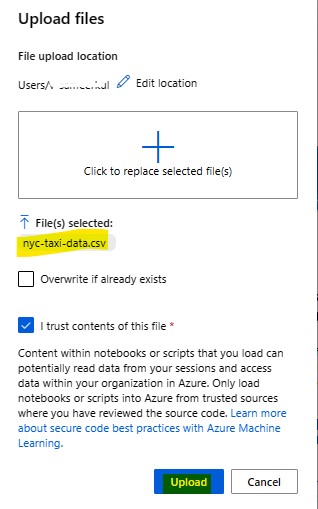 Upload files
File upload location
Users/ Edit location
Click to replace selected file(s)
File(s) selected:
nyc-taxi-data.csv
Overwrite if already exists
I trust contents of this file *
Content within notebooks or scripts that you load can
potentially read data from your sessions and access
data within your organization in Azure. Only load
notebooks or scripts into Azure from trusted sources
where you have reviewed the source code. Learn more
about secure code best practices with Azure Machine
Learning.
Upload Cancel